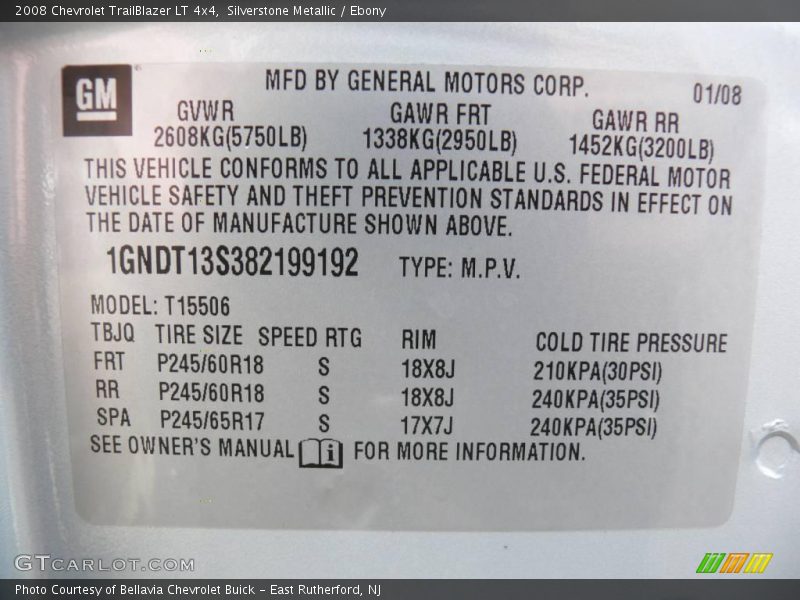 2008 Chevrolet TrailBlazer LT 4x4, Silverstone Metallic / Ebony
GM
MFD BY GENERAL MOTORS CORP. 01/08
GVWR GAWR FRT GAWR RR
2608KG(5750LB) 1338KG(2950LB) 1452KG(3200LB)
THIS VEHICLE CONFORMS TO ALL APPLICABLE U.S. FEDERAL MOTOR
VEHICLE SAFETY AND THEFT PREVENTION STANDARDS IN EFFECT ON
THE DATE OF MANUFACTURE SHOWN ABOVE.
1GNDT13S382199192 TYPE: M.P.V.
MODEL: T15506
TBJQ TIRE SIZE SPEED RTG RIM COLD TIRE PRESSURE
FRT P245/60R18 S 18X8J 210KPA(30PSI)
RR P245/60R18 S 18X8J 240KPA(35PSI)
SPA P245/65R17 S 17X7J 240KPA(35PSI)
SEE OWNER'S MANUAL i FOR MORE INFORMATION.
GTCARLOT.COM
Photo Courtesy of Bellavia Chevrolet Buick – East Rutherford, NJ